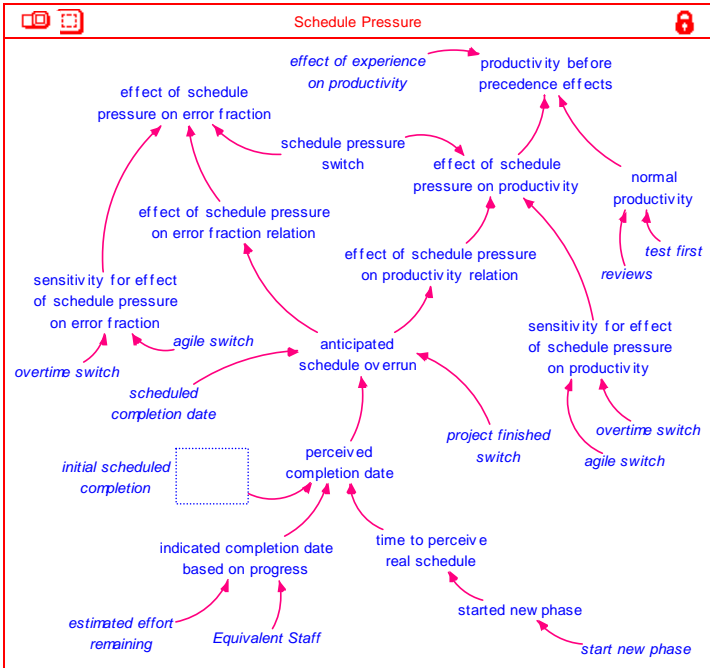 Schedule Pressure
effect of experience
on productivity
productivity before
precedence effects
effect of schedule
pressure on error fraction
schedule pressure
switch
effect of schedule
pressure on productivity
normal
productivity
effect of schedule pressure
on error fraction relation
effect of schedule pressure
on productivity relation
test first
reviews
sensitivity for effect
of schedule pressure
on error fraction
agile switch
overtime switch
anticipated
schedule overrun
sensitivity for effect
of schedule pressure
on productivity
scheduled
completion date
project finished
switch
overtime switch
agile switch
initial scheduled
completion
perceived
completion date
indicated completion date
based on progress
time to perceive
real schedule
started new phase
estimated effort
remaining
Equivalent Staff
start new phase